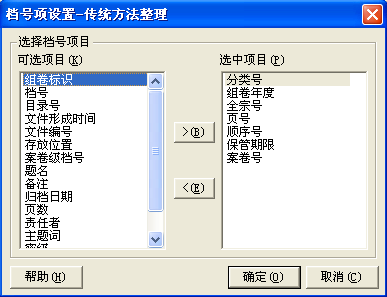 档号项设置-传统方法整理
选择档号项目
可选项目(K)
选中项目(P)
组卷标识
档号
目录号
文件形成时间
文件编号
存放位置
案卷级档号
题名
备注
归档日期
页数
责任者
主题词
密级
>(B)
<(E)
分类号
组卷年度
全宗号
页号
顺序号
保管期限
案卷号
帮助(H)
确定(O)
取消(C)